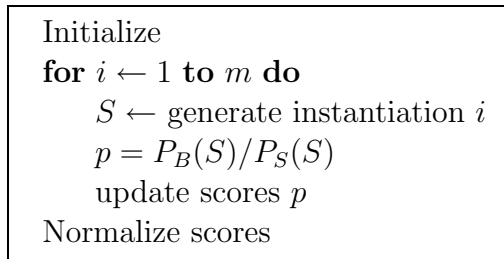 Initialize
for i ← 1 to m do
S ← generate instantiation i
p = P_B(S)/P_S(S)
update scores p
Normalize scores